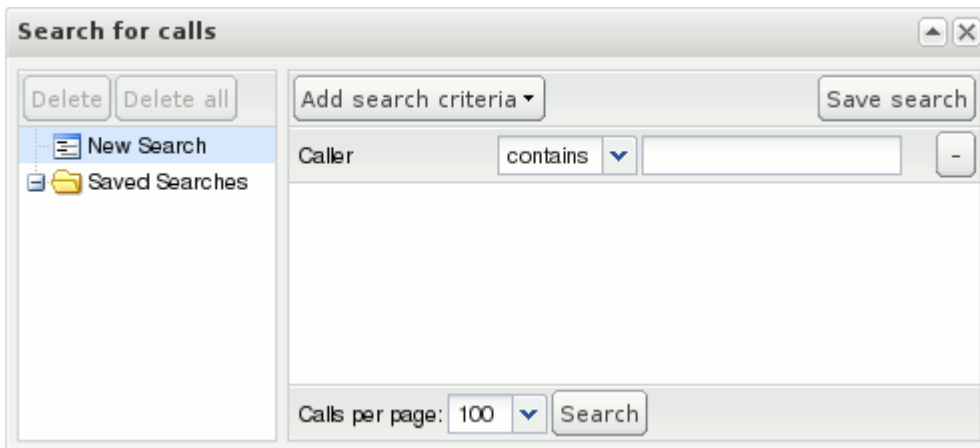 Search for calls
Delete Delete all
Add search criteria
Save search
New Search
Saved Searches
Caller contains -
Calls per page: 100 Search